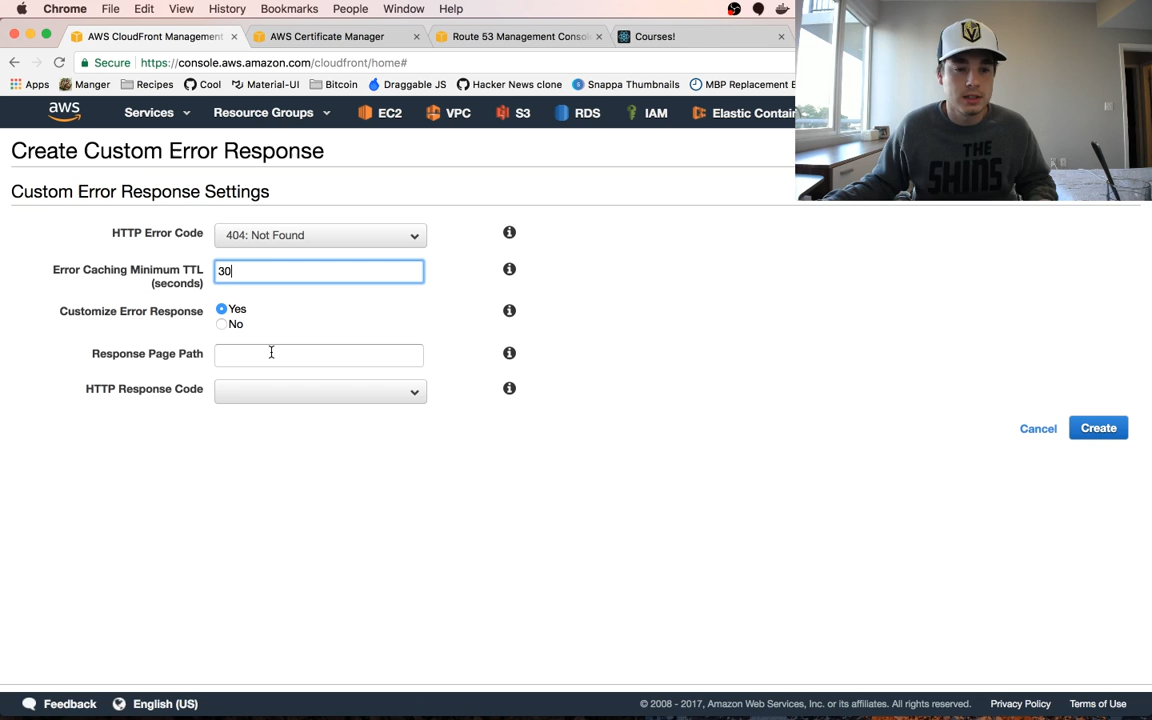 Chrome File Edit View History Bookmarks People Window Help
AWS CloudFront Management × AWS Certificate Manager × Route 53 Management Consol × Courses! ×
Secure https://console.aws.amazon.com/cloudfront/home#
Apps Manger Recipes Cool Material-UI Bitcoin Draggable JS Hacker News clone Snappa Thumbnails MBP Replacement
aws Services Resource Groups EC2 VPC S3 RDS IAM Elastic Contain
THE
SHINS
Create Custom Error Response
Custom Error Response Settings
HTTP Error Code 404: Not Found
Error Caching Minimum TTL 30
(seconds)
Customize Error Response Yes
No
Response Page Path
HTTP Response Code
Cancel Create
Feedback English (US) © 2008 - 2017, Amazon Web Services, Inc. or its affiliates. All rights reserved. Privacy Policy Terms of Use